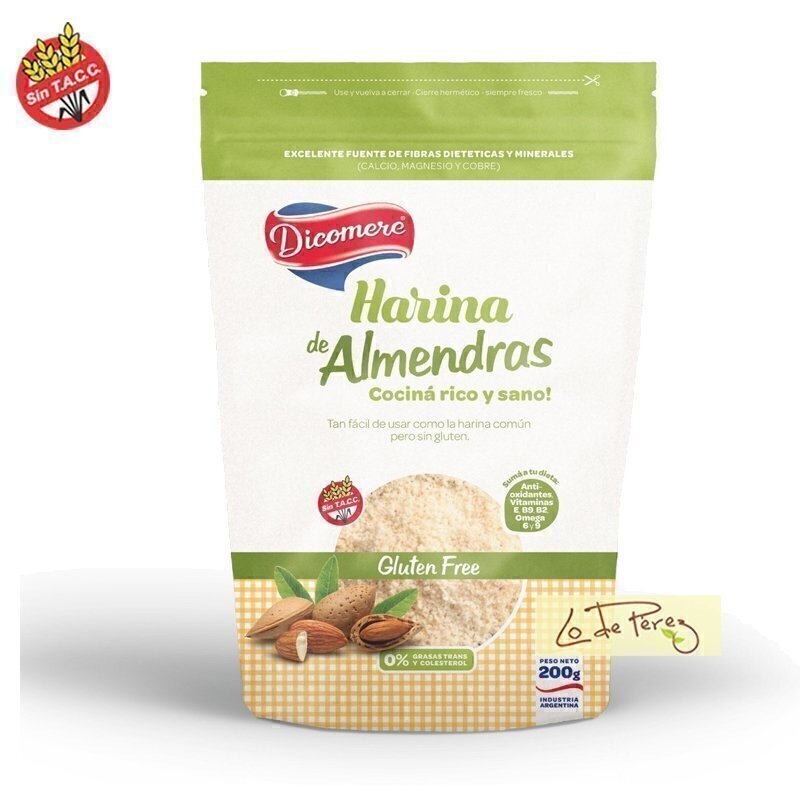 Sin T.A.C.C.
Use y vuelva a cerrar - Cierre hermético - siempre fresco
EXCELENTE FUENTE DE FIBRAS DIETETICAS Y MINERALES
(CALCIO, MAGNESIO Y COBRE)
Dicomere®
Harina
de Almendras
Cociná rico y sano!
Tan fácil de usar como la harina común
pero sin gluten.
Sin T.A.C.C.
Sumá a tu dieta:
Anti-
oxidantes,
Vitaminas
E, B9, B2,
Omega
6 y 9
Gluten Free
Lo de Pérez
0% GRASAS TRANS
Y COLESTEROL
PESO NETO
200g
INDUSTRIA
ARGENTINA